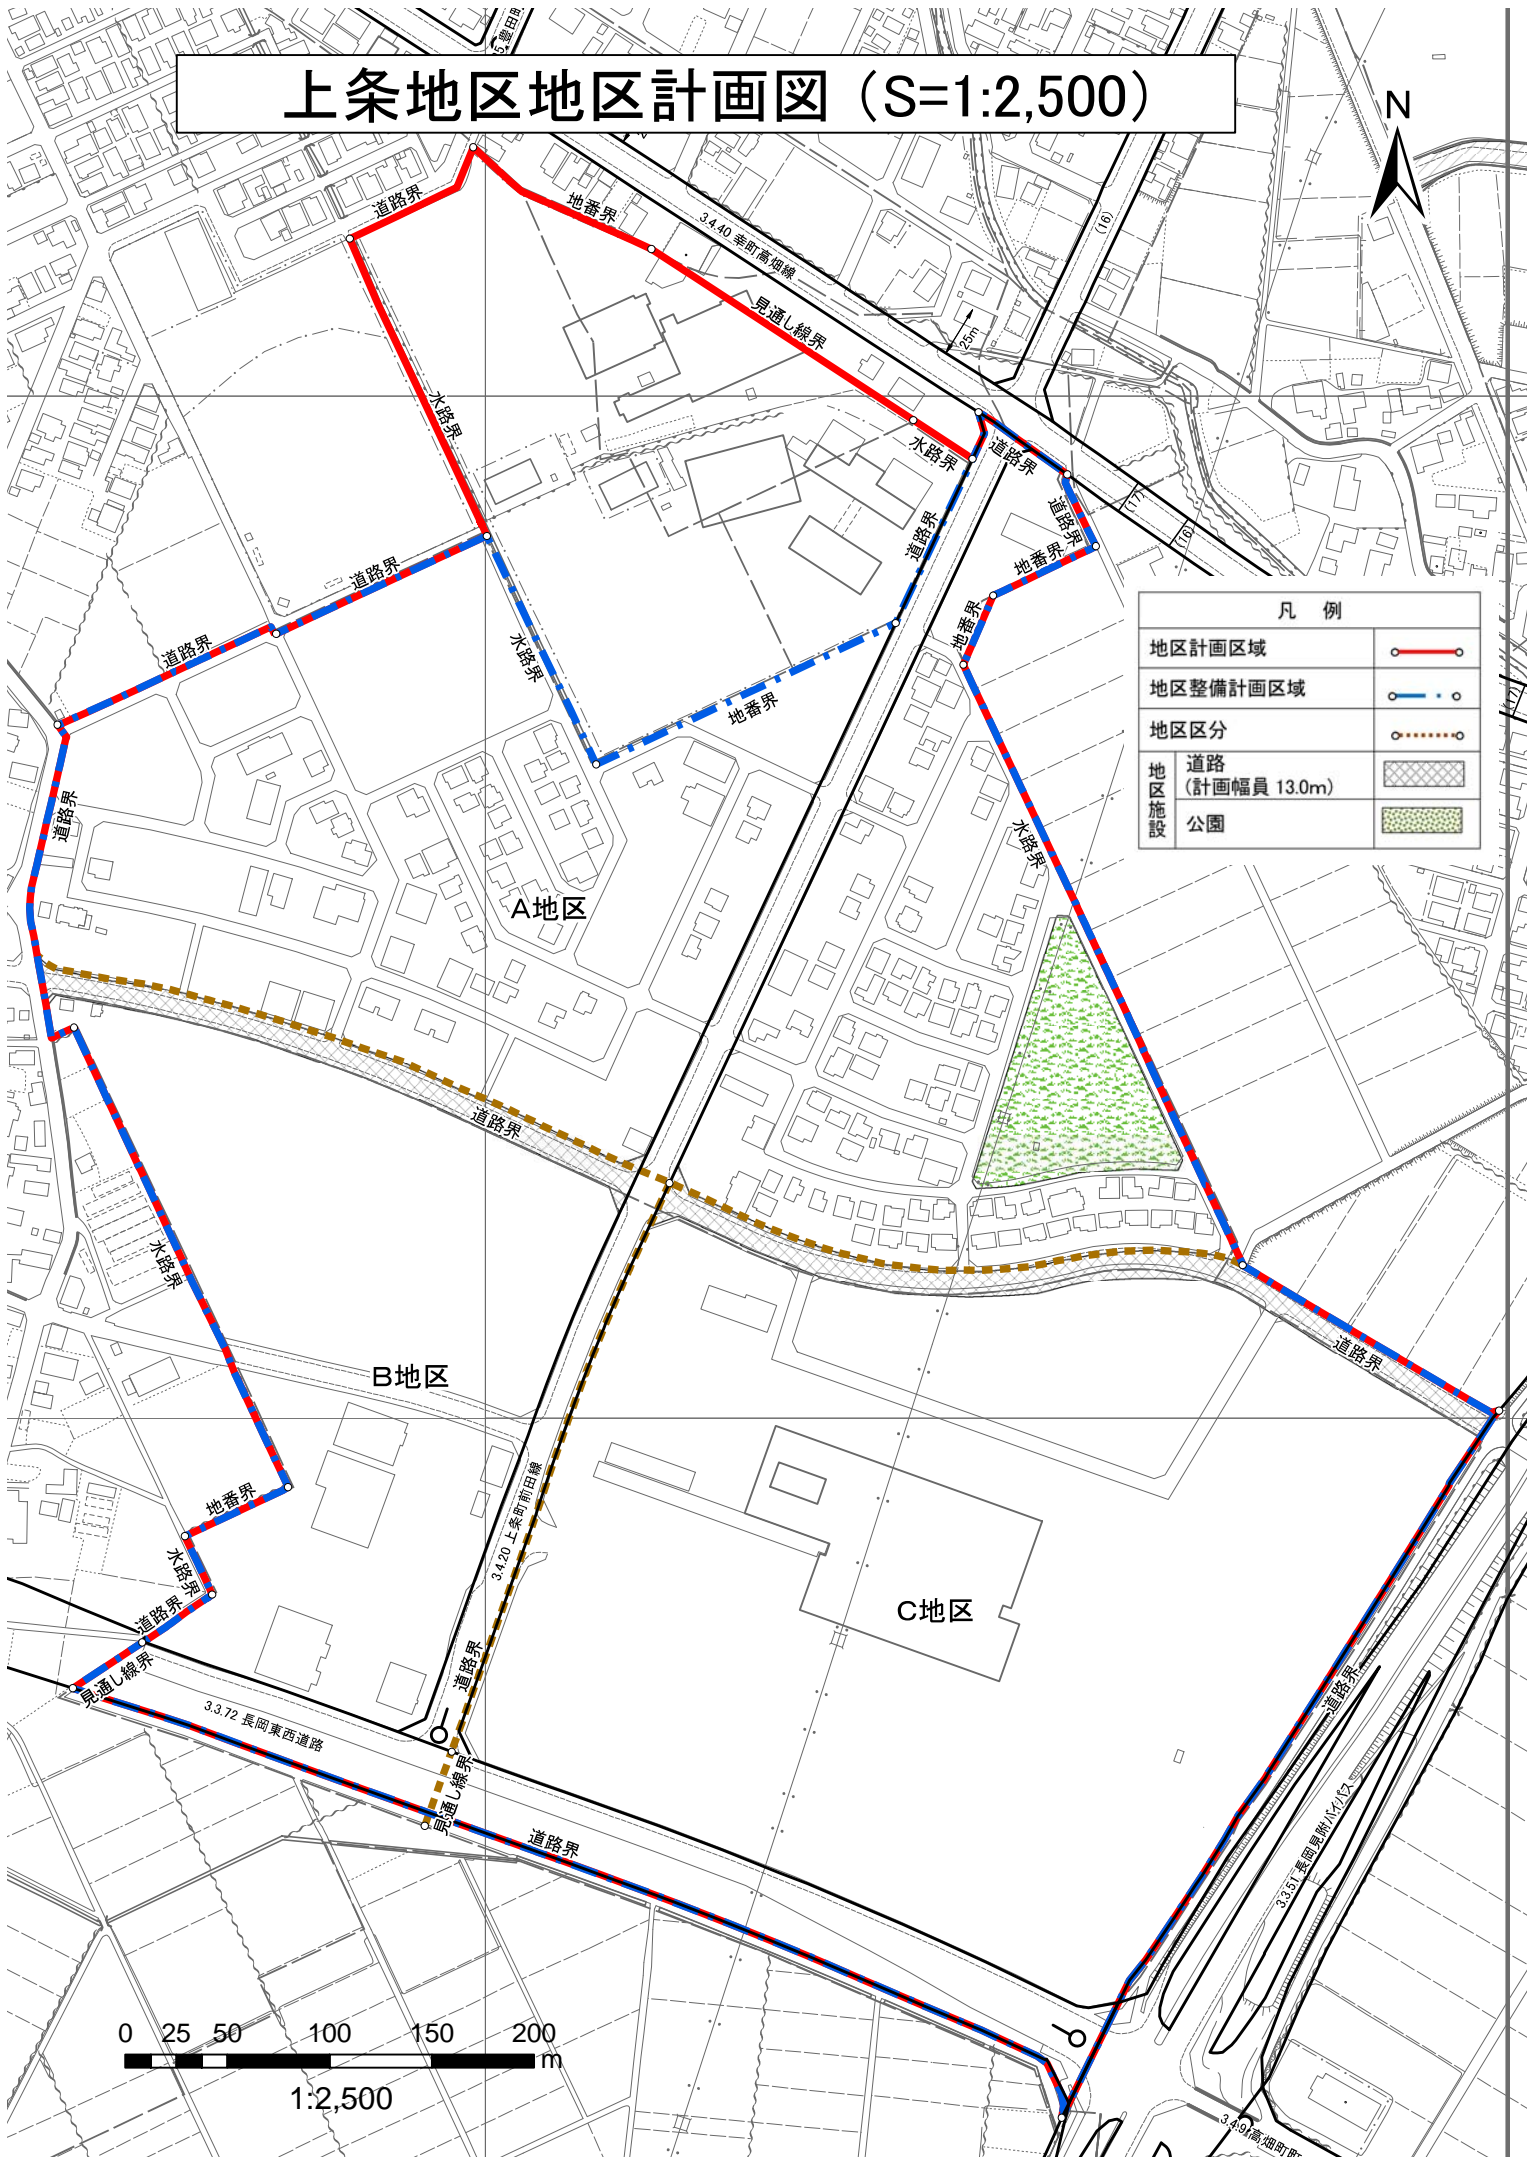 上条地区地区計画図（S=1:2,500）
N
道路界
地番界
3.4.40 幸町高畑線
(16)
見通し線界
25m
水路界
水路界
道路界
(17)
(16)
道路界
道路界
地番界
道路界
水路界
地番界
道路界
地番界
凡 例
地区計画区域
地区整備計画区域
地区区分
地区施設
道路
(計画幅員 13.0m)
公園
(17)
道路界
水路界
A地区
道路界
水路界
道路界
B地区
地番界
3.4.20 上条町前田線
水路界
C地区
道路界
道路界
見通し線界
道路界
3.3.72 長岡東西道路
見通し線界
道路界
3.3.51 長岡見附バイパス
0 25 50 100 150 200
m
1:2,500